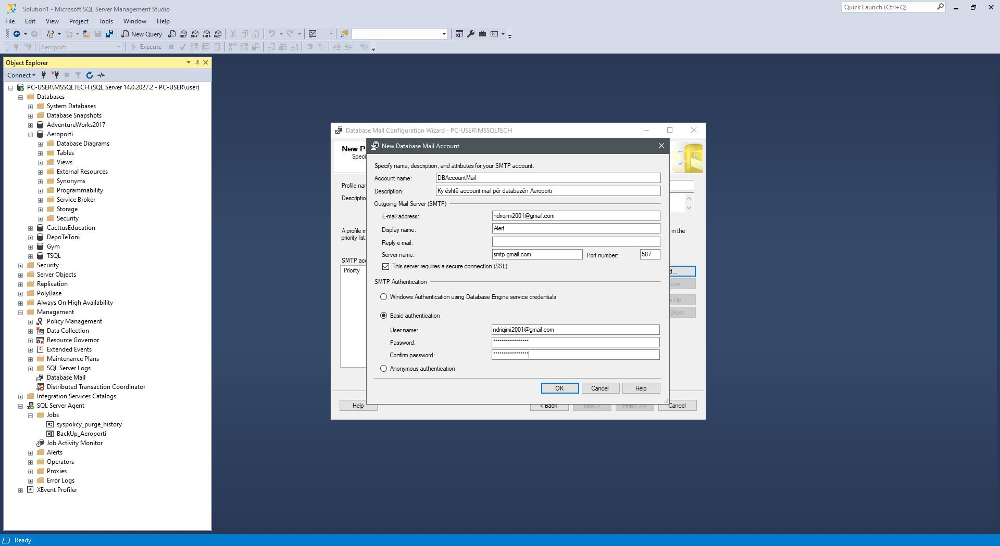 Solution1 - Microsoft SQL Server Management Studio
Quick Launch (Ctrl+Q)
File Edit View Project Tools Window Help
New Query MDX DMX XMLA DAX
Aeroporti Execute
Object Explorer
Connect
PC-USER\MSSQLTECH (SQL Server 14.0.2027.2 - PC-USER\user)
Databases
System Databases
Database Snapshots
AdventureWorks2017
Aeroporti
Database Diagrams
Tables
Views
External Resources
Synonyms
Programmability
Service Broker
Storage
Security
CacttusEducation
DepoTeToni
Gym
TSQL
Security
Server Objects
Replication
PolyBase
Always On High Availability
Management
Policy Management
Data Collection
Resource Governor
Extended Events
Maintenance Plans
SQL Server Logs
Database Mail
Distributed Transaction Coordinator
Integration Services Catalogs
SQL Server Agent
Jobs
syspolicy_purge_history
BackUp_Aeroporti
Job Activity Monitor
Alerts
Operators
Proxies
Error Logs
XEvent Profiler
Ready
Database Mail Configuration Wizard - PC-USER\MSSQLTECH
New P
Speci
Profile nam
Descriptio
A profile m
in the
priority list.
SMTP acc
Priority
d...
ove
e Up
Down
Help < Back Next > Finish >>| Cancel
New Database Mail Account
Specify name, description, and attributes for your SMTP account.
Account name: DBAccountMail
Description: Ky është account mail për databazën Aeroporti
Outgoing Mail Server (SMTP)
E-mail address: ndriqimi2001@gmail.com
Display name: Alert
Reply e-mail:
Server name: smtp.gmail.com Port number: 587
This server requires a secure connection (SSL)
SMTP Authentication
Windows Authentication using Database Engine service credentials
Basic authentication
User name: ndriqimi2001@gmail.com
Password: *****************
Confirm password: *****************
Anonymous authentication
OK Cancel Help